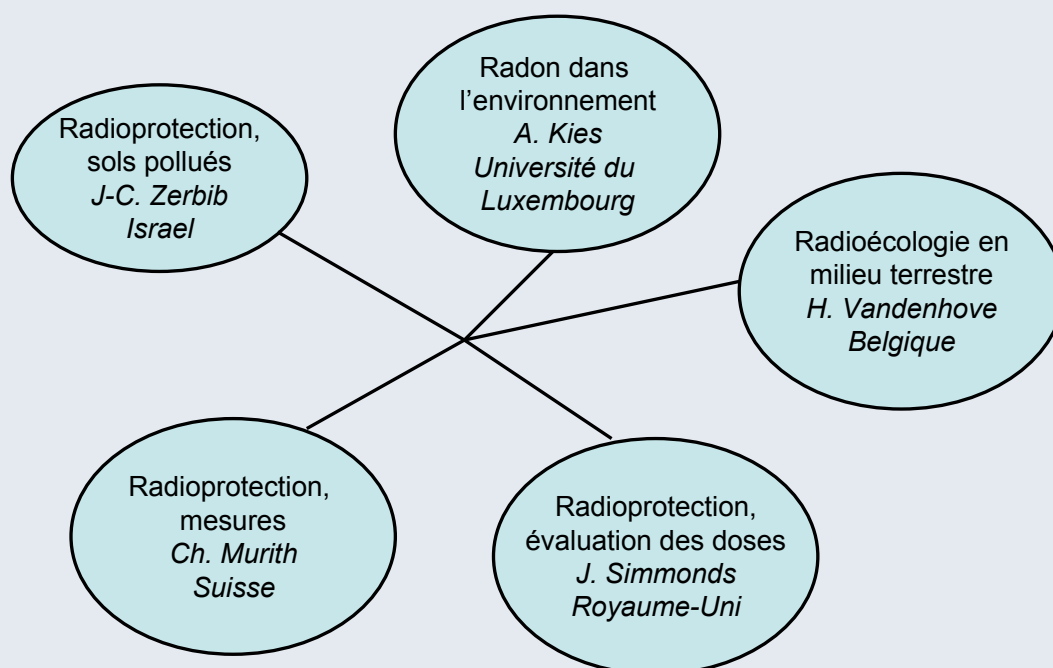 Radon dans
l'environnement
A. Kies
Université du
Luxembourg
Radioprotection,
sols pollués
J-C. Zerbib
Israel
Radioécologie en
milieu terrestre
H. Vandenhove
Belgique
Radioprotection,
mesures
Ch. Murith
Suisse
Radioprotection,
évaluation des doses
J. Simmonds
Royaume-Uni